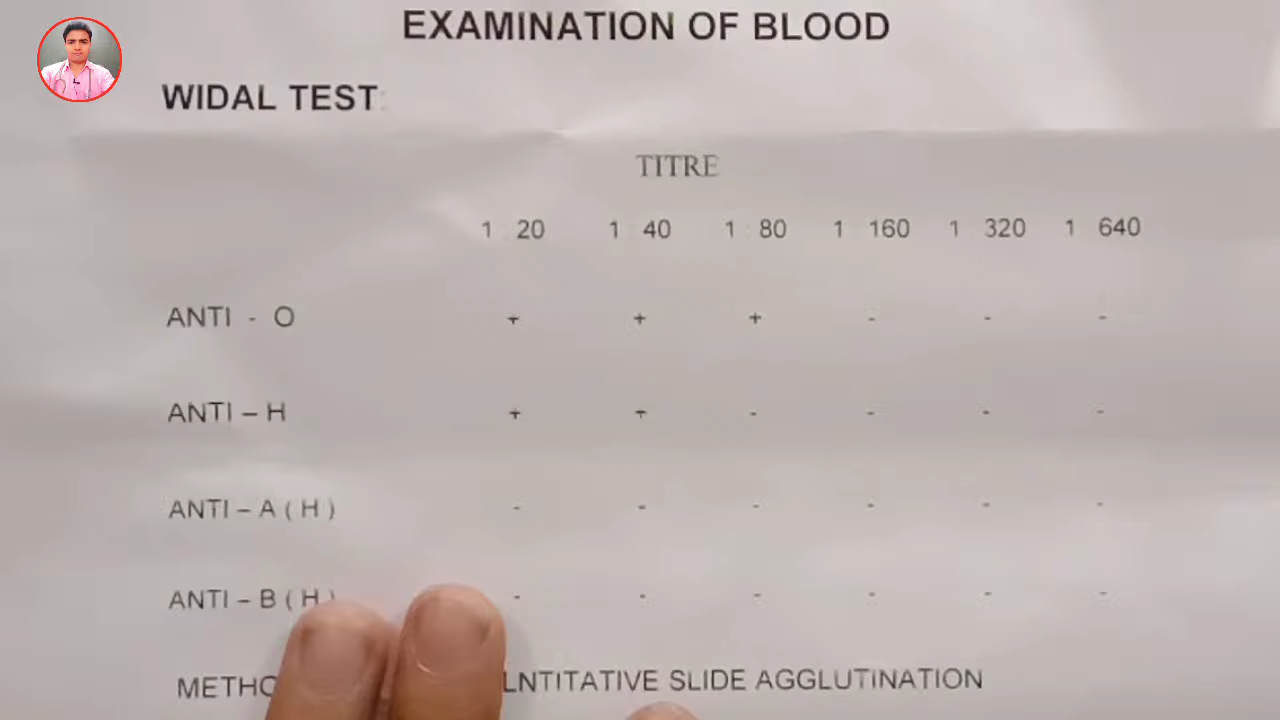 EXAMINATION OF BLOOD
WIDAL TEST:
TITRE
1 : 20 1 : 40 1 : 80 1 : 160 1 : 320 1 : 640
ANTI - O + + + - - -
ANTI – H + + - - - -
ANTI – A ( H ) - - - - - -
ANTI – B ( H ) - - - - - -
SLIDE AGGLUTINATION